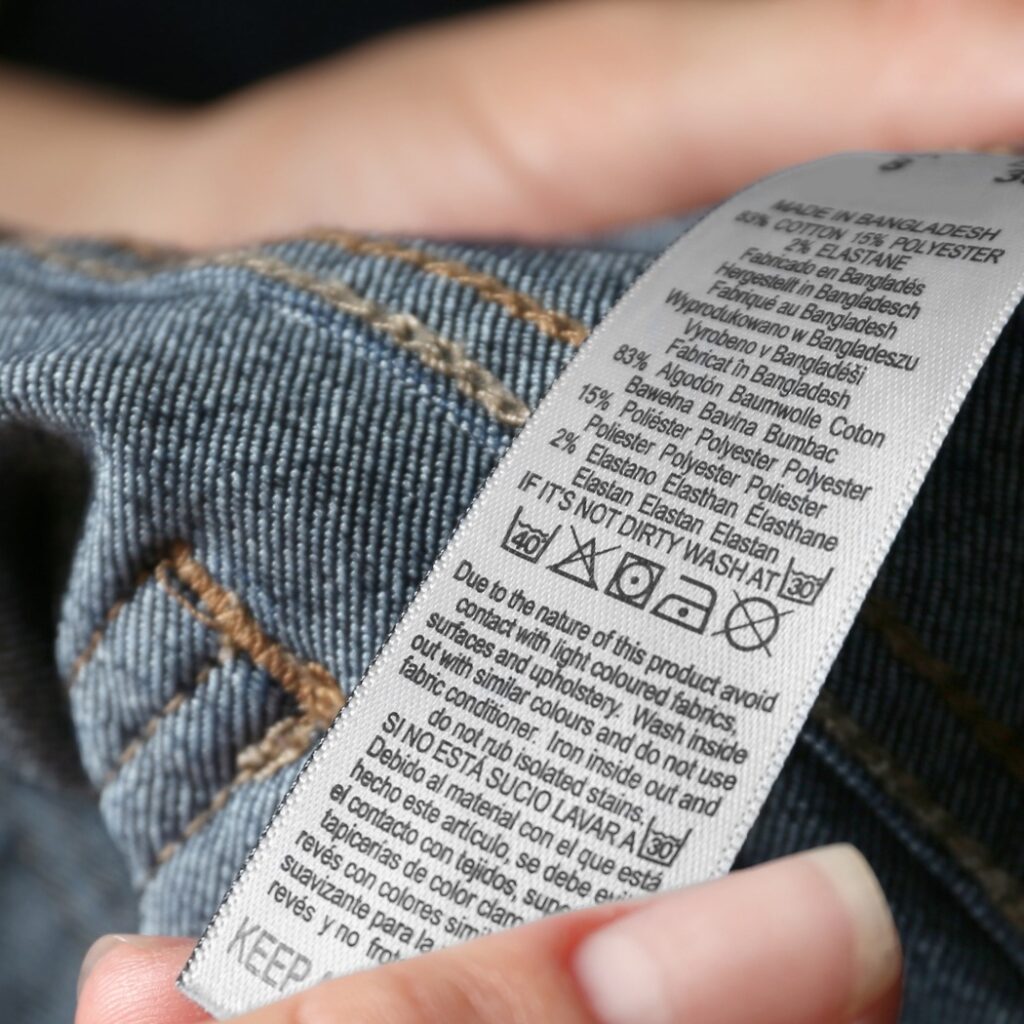 8
MADE IN BANGLADESH
83% COTTON 15% POLYESTER
2% ELASTANE
Fabricado en Bangladés
Hergestellt in Bangladesch
Fabriqué au Bangladesh
Wyprodukowano w Bangladeszu
Vyrobeno v Bangladéši
Fabricat în Bangladesh
83% Algodón Baumwolle Coton
Bawełna Bavlna Bumbac
15% Poliéster Polyester Polyester
Poliester Polyester Poliester
2% Elastano Elasthan Élasthane
Elastan Elastan Elastan
IF IT'S NOT DIRTY WASH AT 30°
40°
Due to the nature of this product avoid
contact with light coloured fabrics,
surfaces and upholstery. Wash inside
out with similar colours and do not use
fabric conditioner. Iron inside out and
do not rub isolated stains.
SI NO ESTÁ SUCIO LAVAR A 30°
Debido al material con el que está
hecho este artículo, se debe
el contacto con tejidos,
tapicerías de color
revés con colores
suavizante para la
revés y no
KEEP